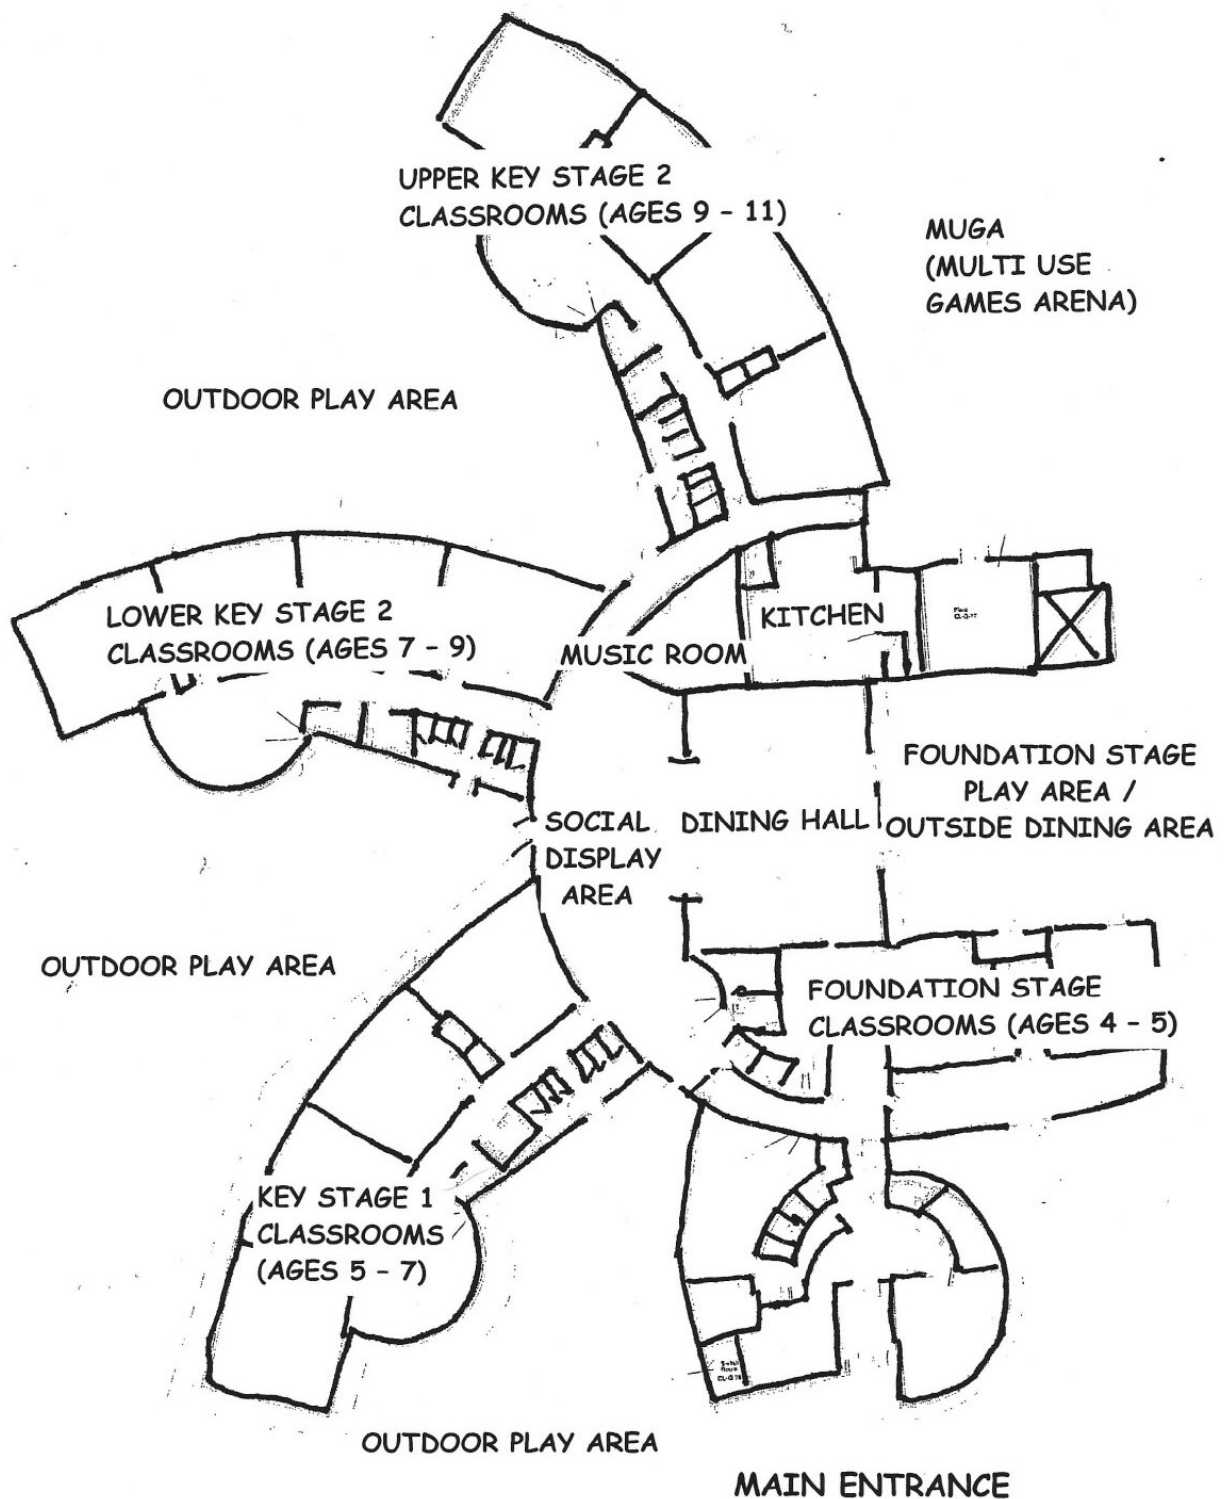 UPPER KEY STAGE 2
CLASSROOMS (AGES 9 - 11)
MUGA
(MULTI USE
GAMES ARENA)
OUTDOOR PLAY AREA
LOWER KEY STAGE 2
CLASSROOMS (AGES 7 - 9)
MUSIC ROOM
KITCHEN
FOUNDATION STAGE
PLAY AREA /
OUTSIDE DINING AREA
SOCIAL
DISPLAY
AREA
DINING HALL
OUTDOOR PLAY AREA
FOUNDATION STAGE
CLASSROOMS (AGES 4 - 5)
KEY STAGE 1
CLASSROOMS
(AGES 5 - 7)
OUTDOOR PLAY AREA
MAIN ENTRANCE